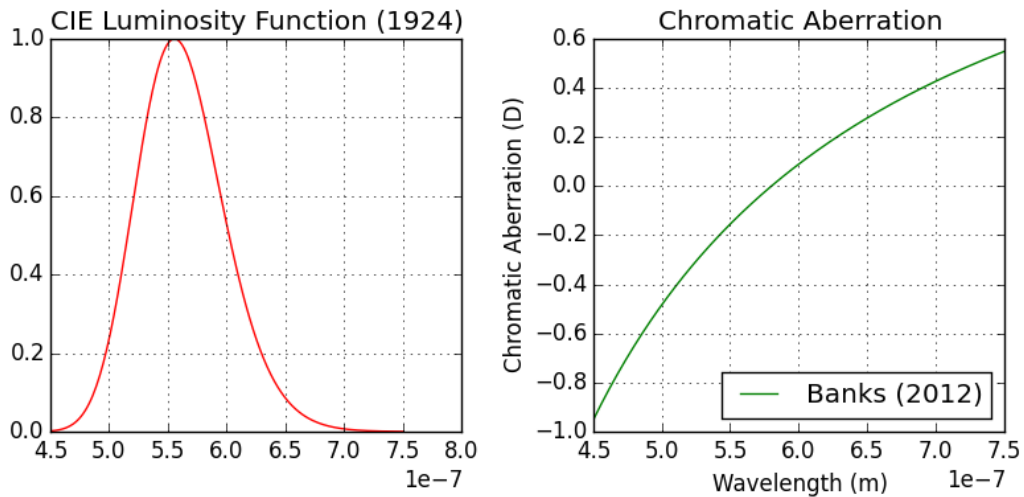 CIE Luminosity Function (1924)
1.0
0.8
0.6
0.4
0.2
0.0
4.5 5.0 5.5 6.0 6.5 7.0 7.5 8.0
1e−7
Chromatic Aberration
Chromatic Aberration (D)
0.6
0.4
0.2
0.0
−0.2
−0.4
−0.6
−0.8
−1.0
Banks (2012)
4.5 5.0 5.5 6.0 6.5 7.0 7.5
Wavelength (m) 1e−7